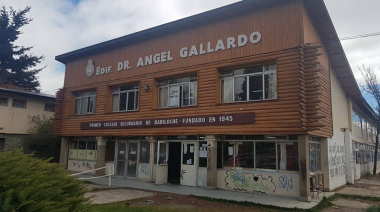 EDIF. DR. ANGEL GALLARDO
PRIMER COLEGIO SECUNDARIO DE BARILOCHE FUNDADO EN 1945